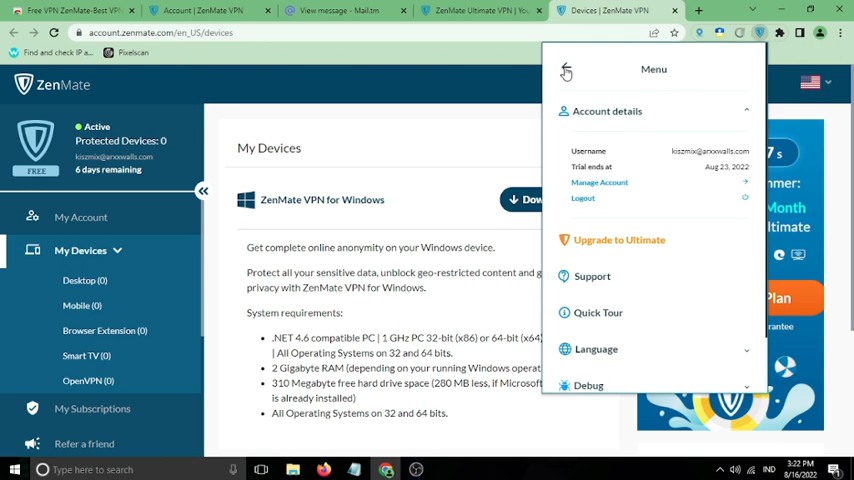 Free VPN ZenMate-Best VPN
Account | ZenMate VPN
View message - Mail.tm
ZenMate Ultimate VPN | You
Devices | ZenMate VPN
account.zenmate.com/en_US/devices
Find and check IP a...
Pixelscan
ZenMate
Active
Protected Devices: 0
kiszmix@arxxwalls.com
6 days remaining
FREE
My Account
My Devices
Desktop (0)
Mobile (0)
Browser Extension (0)
Smart TV (0)
OpenVPN (0)
My Subscriptions
Refer a friend
My Devices
ZenMate VPN for Windows
Dow
Get complete online anonymity on your Windows device.
Protect all your sensitive data, unblock geo-restricted content and g
privacy with ZenMate VPN for Windows.
System requirements:
.NET 4.6 compatible PC | 1 GHz PC 32-bit (x86) or 64-bit (x64)
| All Operating Systems on 32 and 64 bits.
2 Gigabyte RAM (depending on your running Windows operat
310 Megabyte free hard drive space (280 MB less, if Microsoft
is already installed)
All Operating Systems on 32 and 64 bits.
Menu
Account details
Username kiszmix@arxxwalls.com
Trial ends at Aug 23, 2022
Manage Account
Logout
Upgrade to Ultimate
Support
Quick Tour
Language
Debug
7 s
mer:
Month
ltimate
Plan
rantee
Type here to search
IND
3:22 PM
8/16/2022